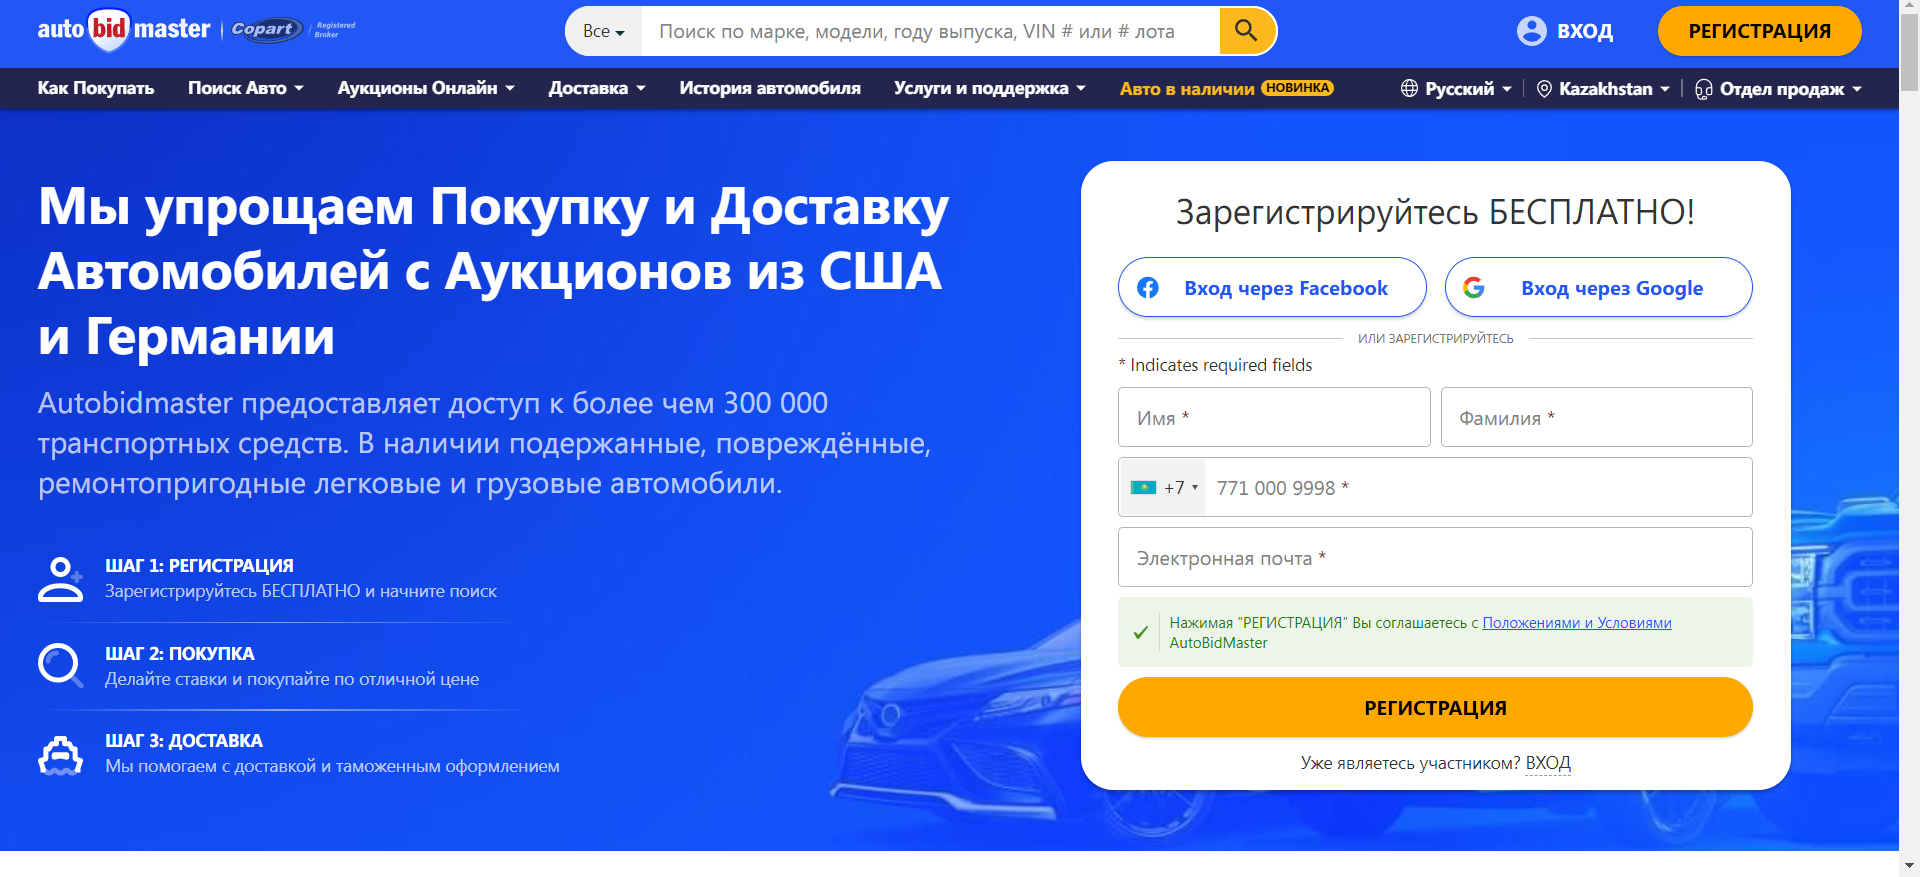 auto bid master Copart Registered Broker
Все Поиск по марке, модели, году выпуска, VIN # или # лота
ВХОД РЕГИСТРАЦИЯ
Как Покупать Поиск Авто Аукционы Онлайн Доставка История автомобиля Услуги и поддержка Авто в наличии НОВИНКА Русский Kazakhstan Отдел продаж
Мы упрощаем Покупку и Доставку
Автомобилей с Аукционов из США
и Германии
Autobidmaster предоставляет доступ к более чем 300 000
транспортных средств. В наличии подержанные, повреждённые,
ремонтопригодные легковые и грузовые автомобили.
ШАГ 1: РЕГИСТРАЦИЯ
Зарегистрируйтесь БЕСПЛАТНО и начните поиск
ШАГ 2: ПОКУПКА
Делайте ставки и покупайте по отличной цене
ШАГ 3: ДОСТАВКА
Мы помогаем с доставкой и таможенным оформлением
Зарегистрируйтесь БЕСПЛАТНО!
Вход через Facebook Вход через Google
ИЛИ ЗАРЕГИСТРИРУЙТЕСЬ
* Indicates required fields
Имя * Фамилия *
+7 771 000 9998 *
Электронная почта *
Нажимая "РЕГИСТРАЦИЯ" Вы соглашаетесь с Положениями и Условиями
AutoBidMaster
РЕГИСТРАЦИЯ
Уже являетесь участником? ВХОД